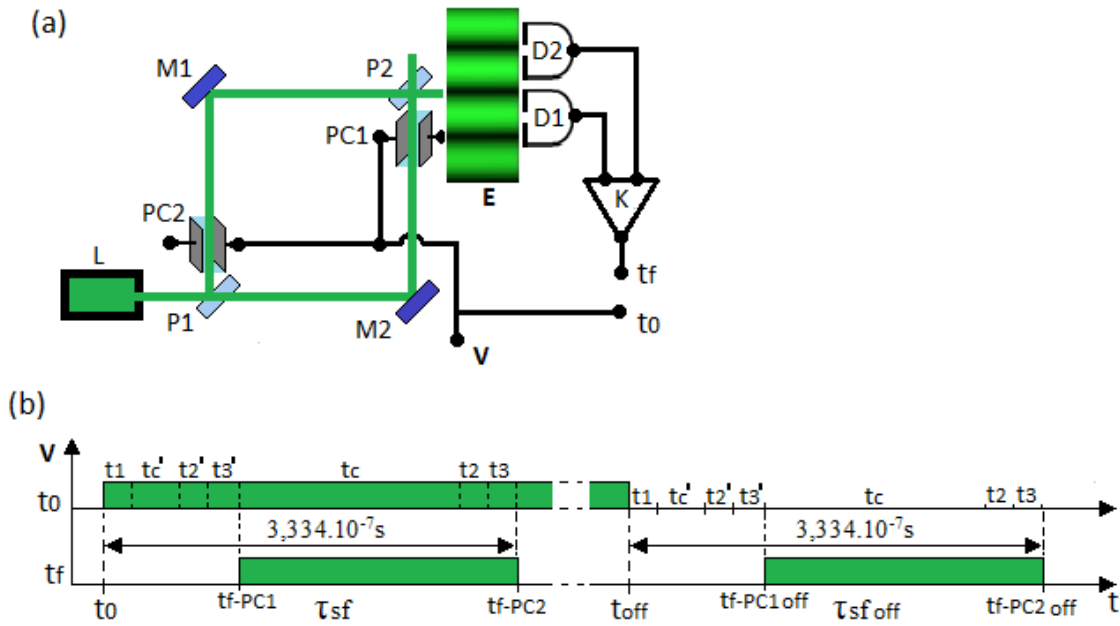 (a)
M1
P2
D2
D1
PC1
PC2
E
K
L
tf
P1
M2
t0
V
(b)
V
t1 tc' t2' t3' tc t2 t3
t0
t1 tc' t2' t3' tc t2 t3
3,334.10⁻⁷s
3,334.10⁻⁷s
tf
t0 tf-PC1 τsf tf-PC2 toff tf-PC1 off τsf off tf-PC2 off t